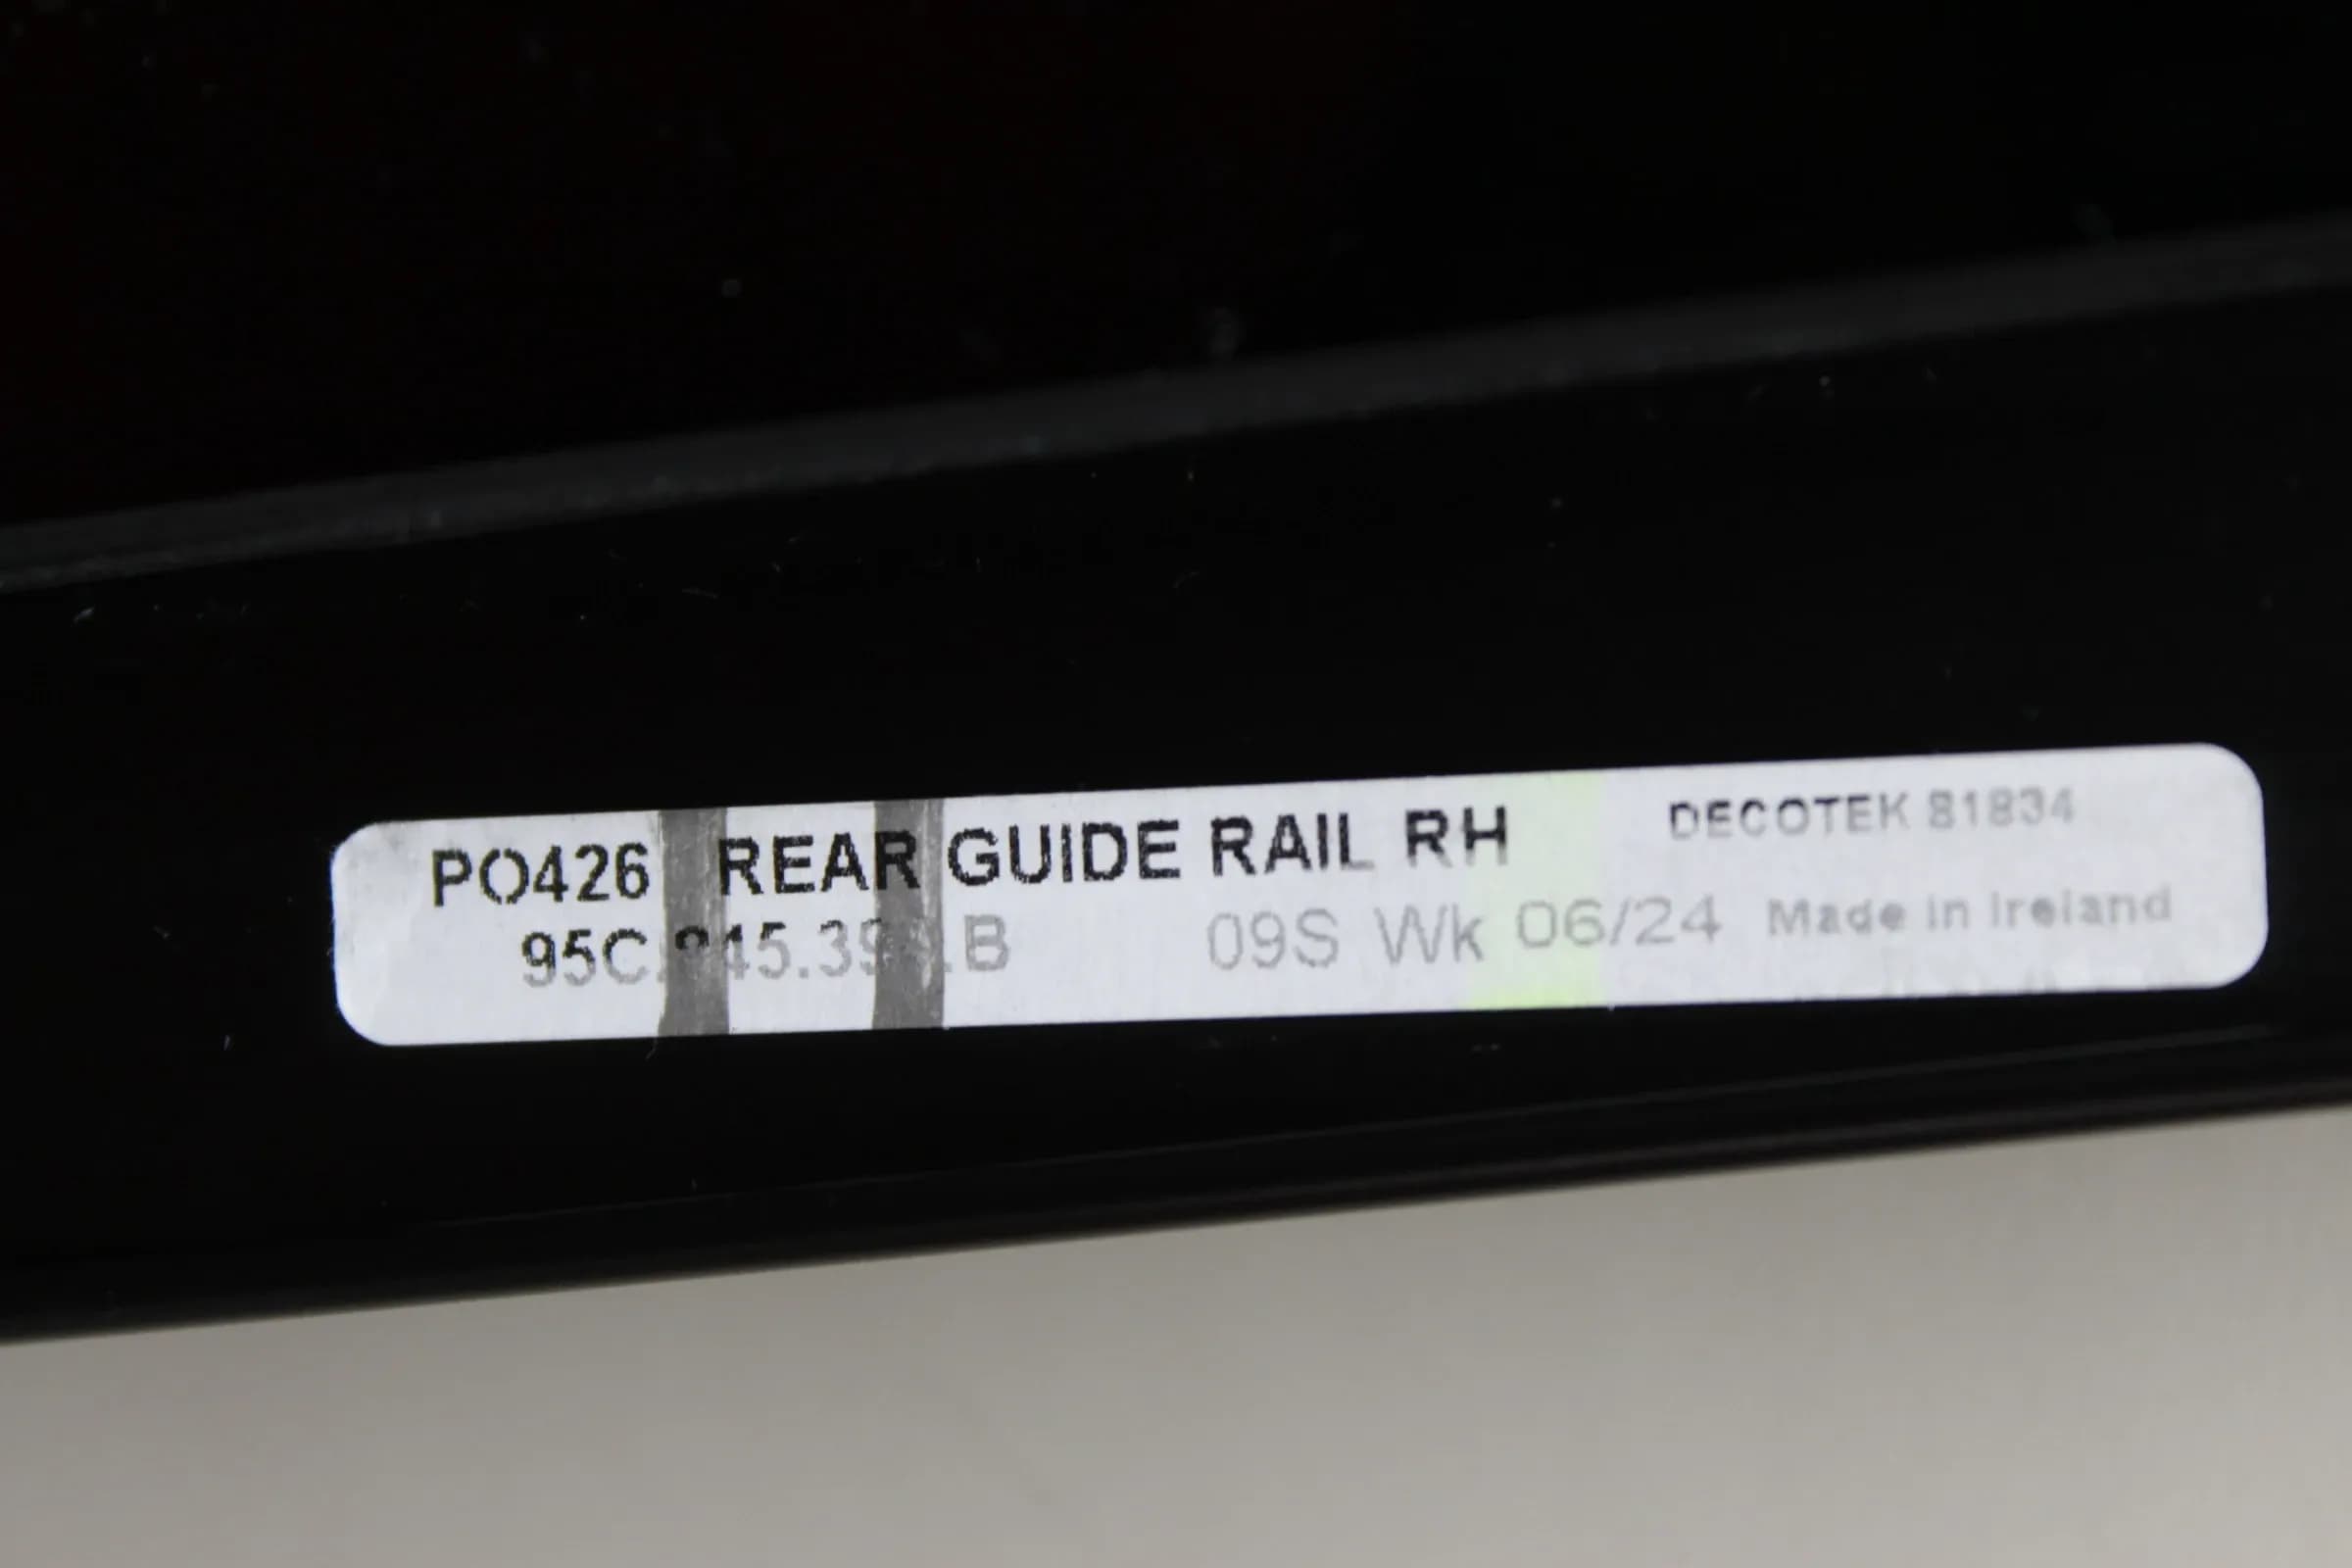 PO426 REAR GUIDE RAIL RH DECOTEK 81834
09S Wk 06/24 Made in Ireland